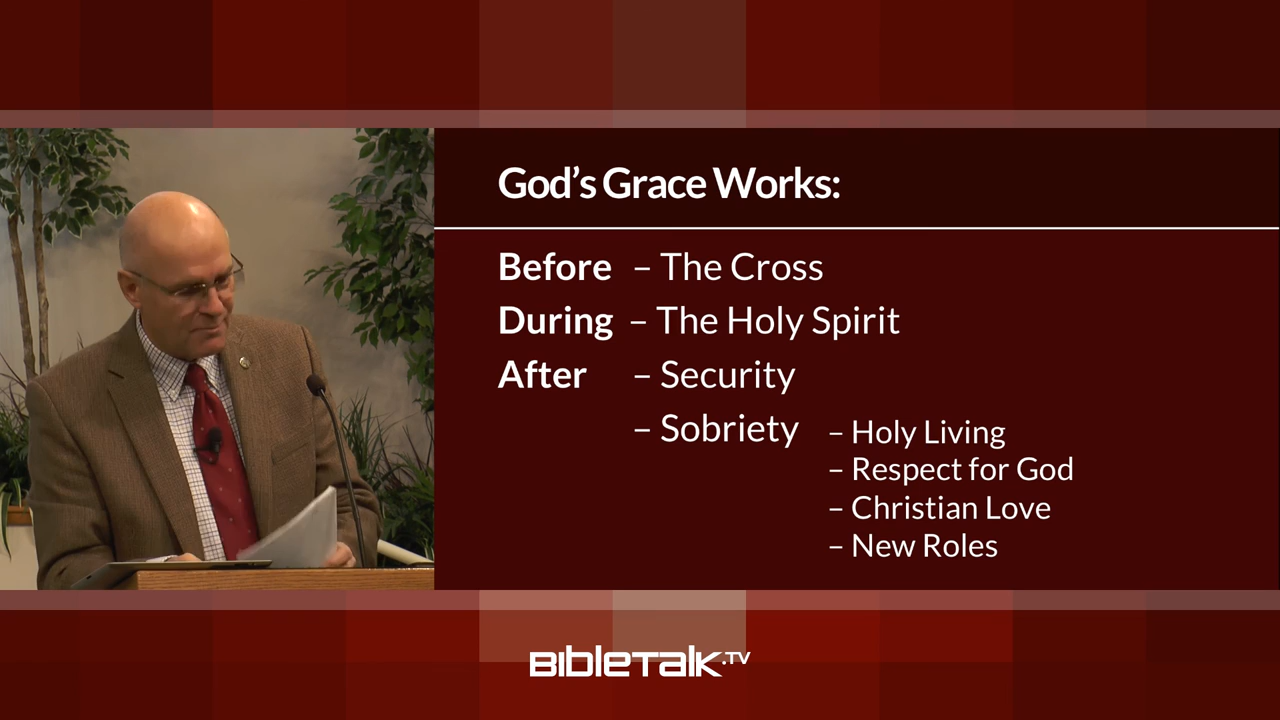 God's Grace Works:
Before – The Cross
During – The Holy Spirit
After – Security
– Sobriety – Holy Living
– Respect for God
– Christian Love
– New Roles
BIBLETALK.TV